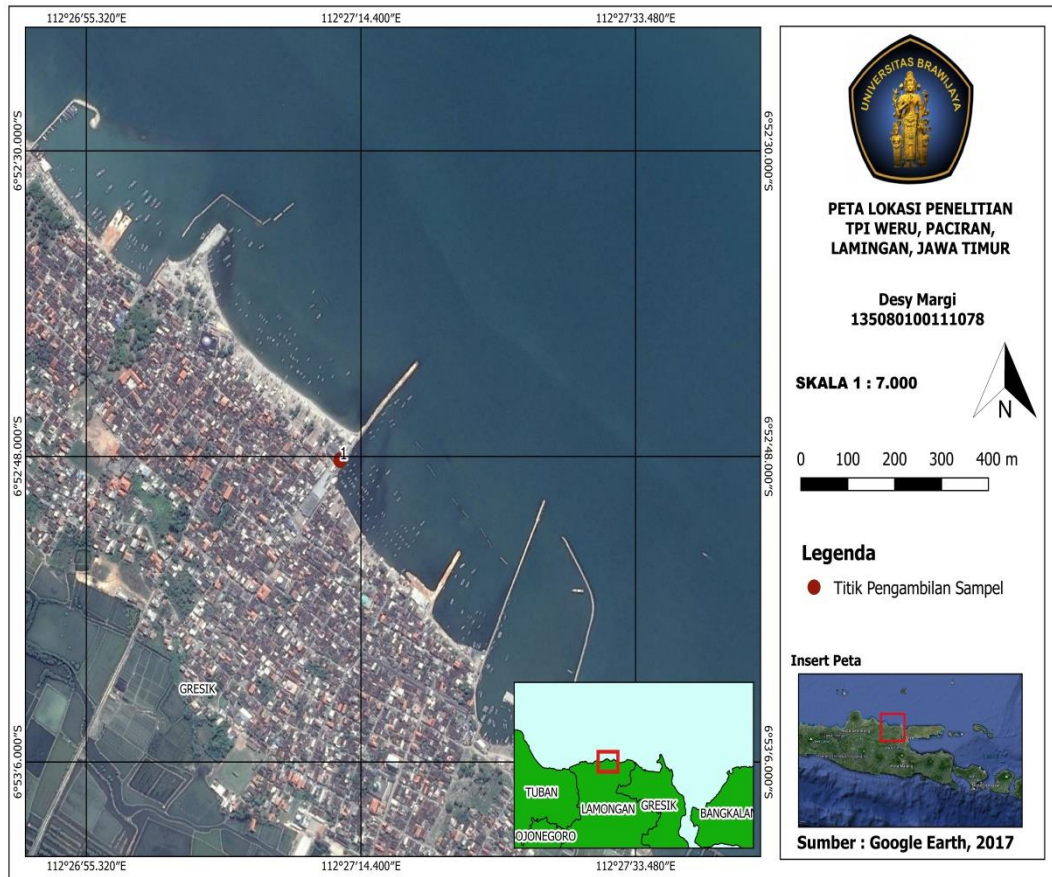 112°26'55.320"E
112°27'14.400"E
112°27'33.480"E
6°52'30.000"S
6°52'30.000"S
6°52'48.000"S
6°52'48.000"S
6°53'6.000"S
6°53'6.000"S
1
GRESIK
TUBAN
LAMONGAN
GRESIK
BANGKALAN
OJONEGORO
112°26'55.320"E
112°27'14.400"E
112°27'33.480"E
UNIVERSITAS BRAWIJAYA
PETA LOKASI PENELITIAN
TPI WERU, PACIRAN,
LAMINGAN, JAWA TIMUR
Desy Margi
135080100111078
SKALA 1 : 7.000
N
0 100 200 300 400 m
Legenda
Titik Pengambilan Sampel
Insert Peta
Sumber : Google Earth, 2017